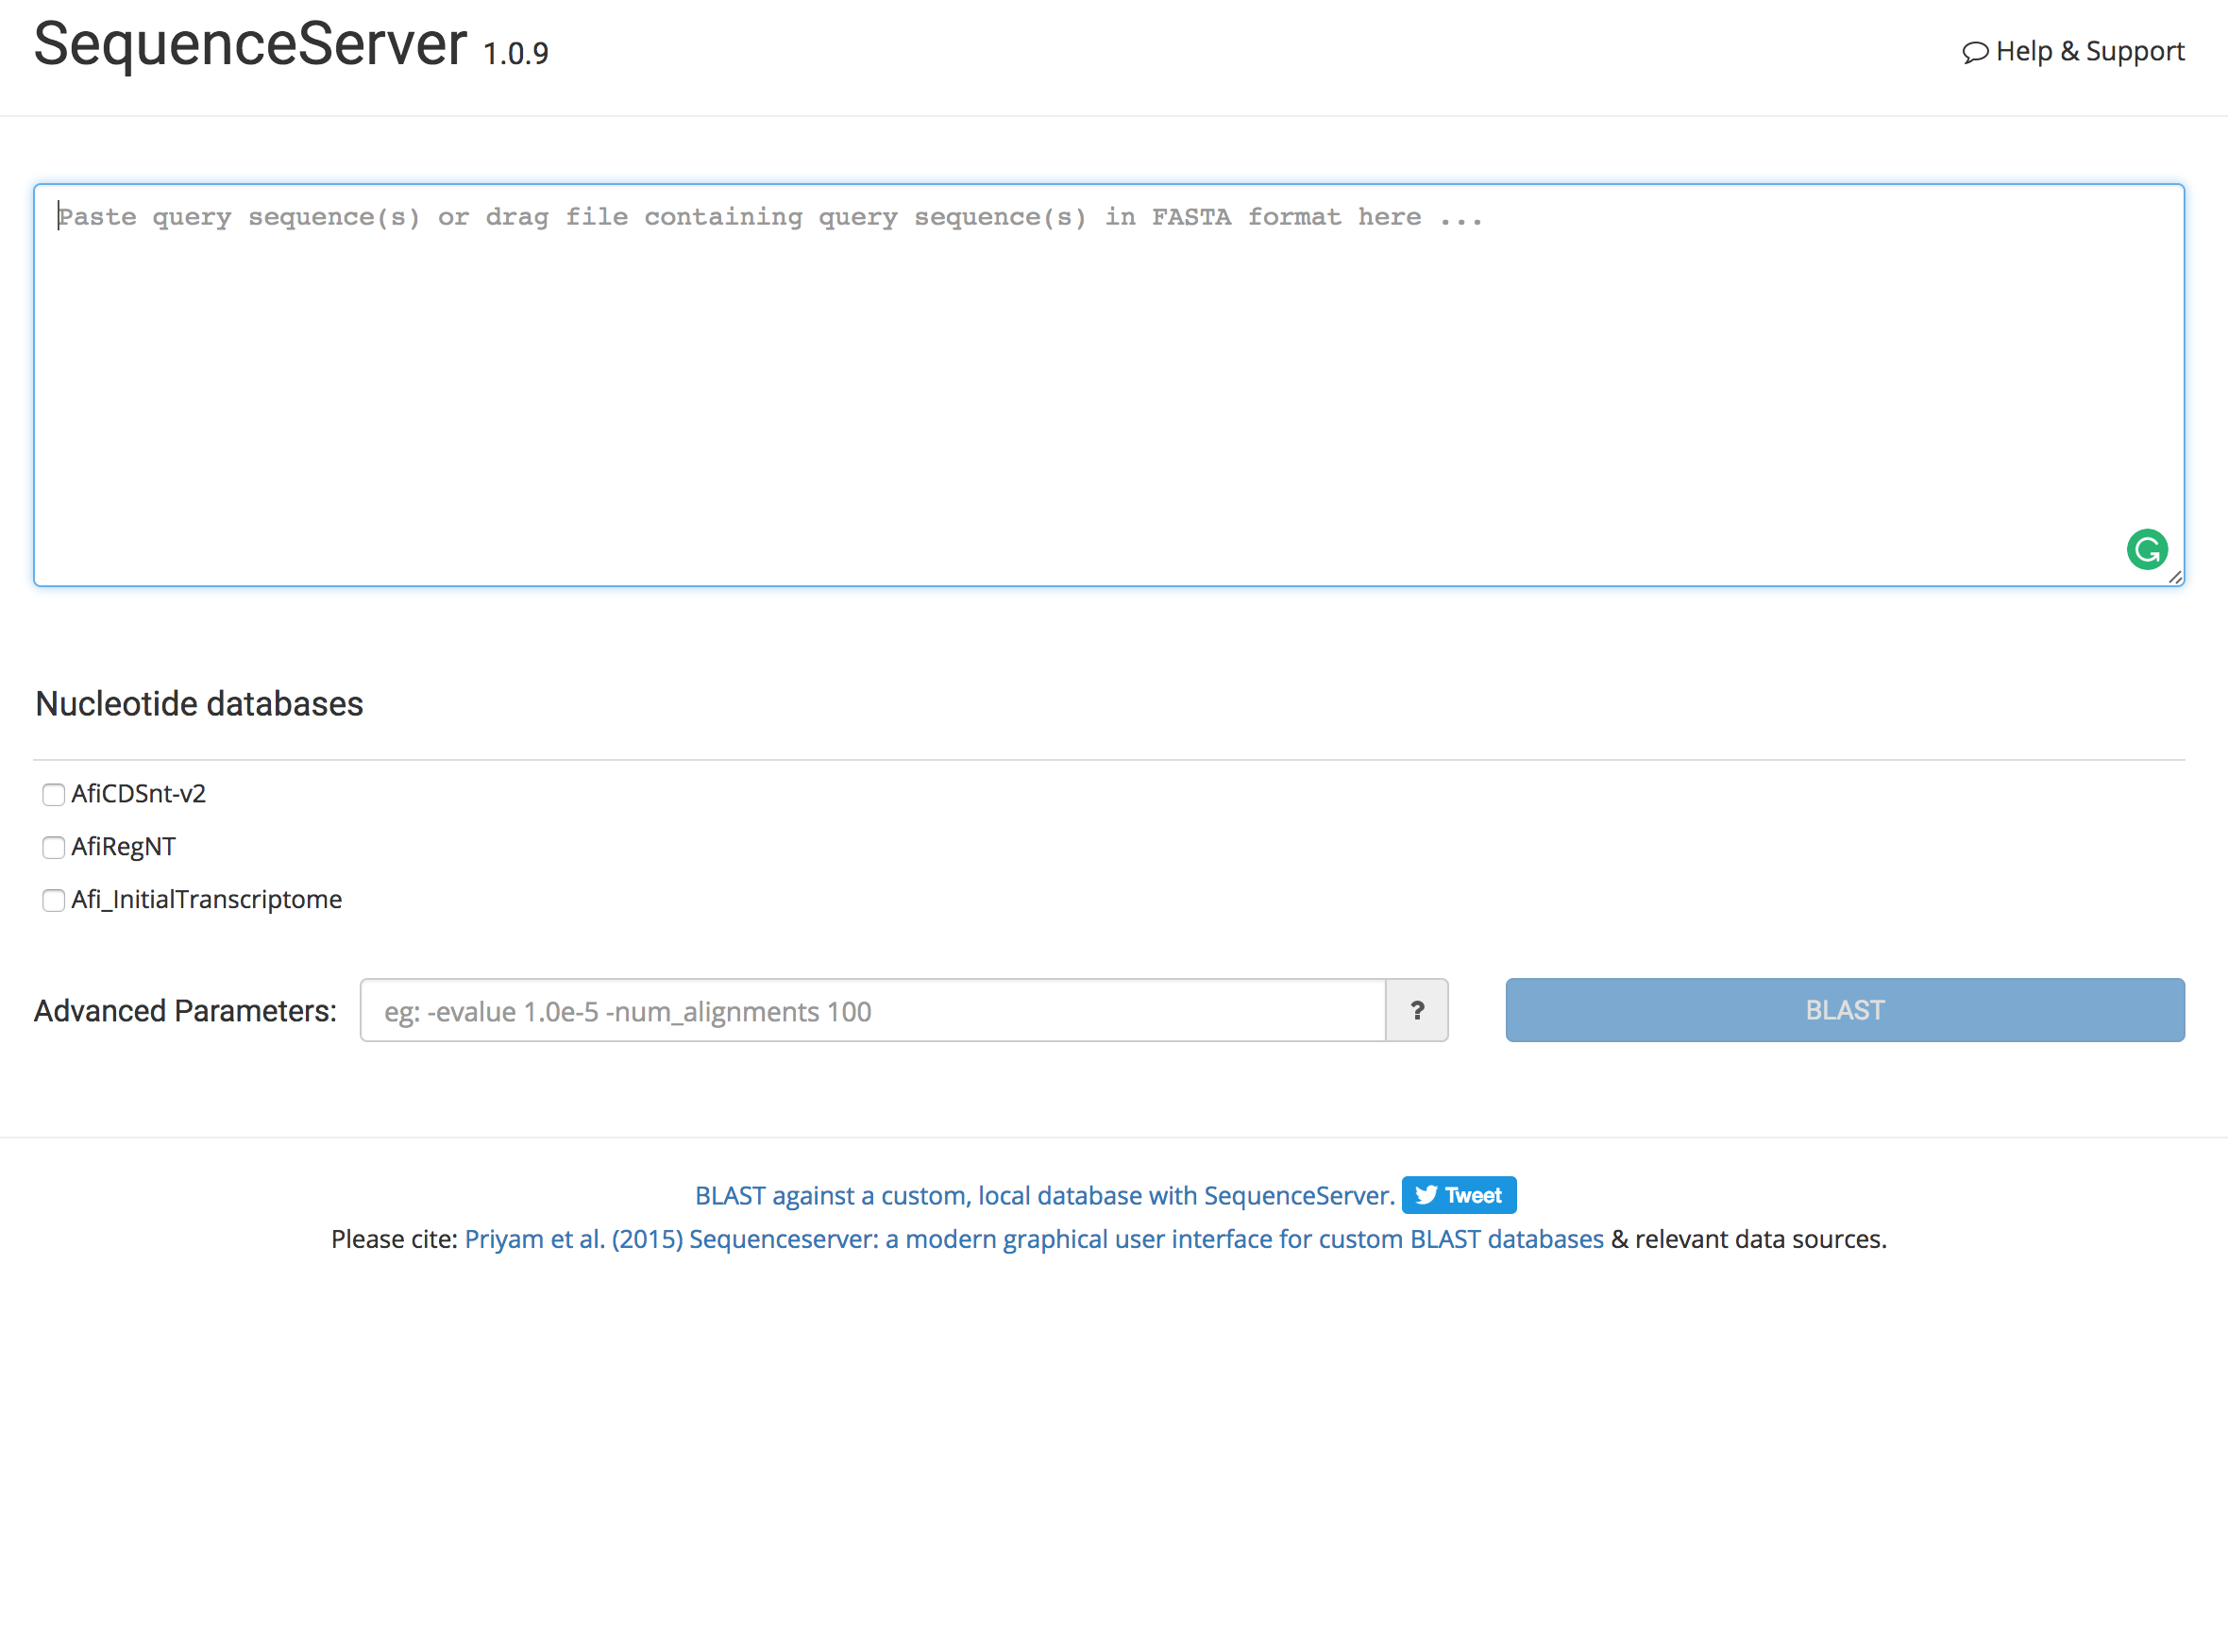 SequenceServer 1.0.9
Help & Support
Paste query sequence(s) or drag file containing query sequence(s) in FASTA format here ...
Nucleotide databases
AfiCDSnt-v2
AfiRegNT
Afi_InitialTranscriptome
Advanced Parameters: eg: -evalue 1.0e-5 -num_alignments 100 ? BLAST
BLAST against a custom, local database with SequenceServer. Tweet
Please cite: Priyam et al. (2015) Sequenceserver: a modern graphical user interface for custom BLAST databases & relevant data sources.